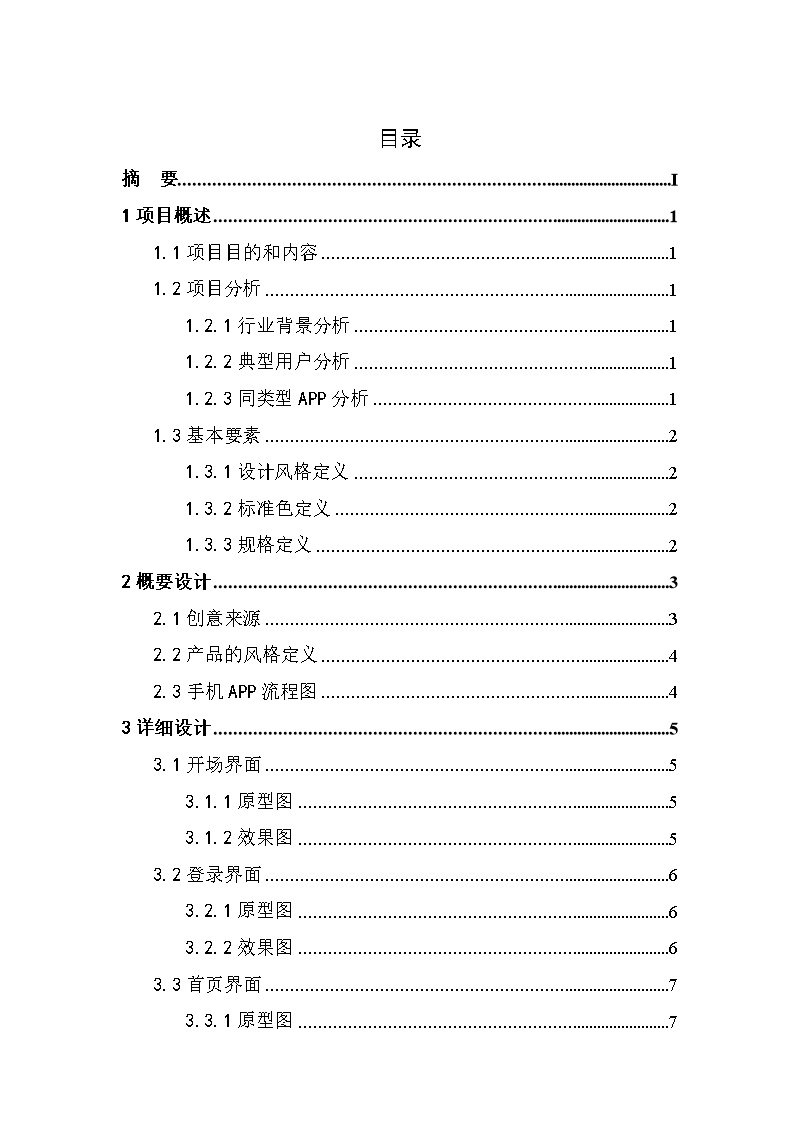 目录
摘　要……………………………………………………I
1 项目概述……………………………………………………1
1.1 项目目的和内容……………………………………………………1
1.2 项目分析……………………………………………………1
1.2.1 行业背景分析……………………………………………………1
1.2.2 典型用户分析……………………………………………………1
1.2.3 同类型 APP 分析……………………………………………………1
1.3 基本要素……………………………………………………2
1.3.1 设计风格定义……………………………………………………2
1.3.2 标准色定义……………………………………………………2
1.3.3 规格定义……………………………………………………2
2 概要设计……………………………………………………3
2.1 创意来源……………………………………………………3
2.2 产品的风格定义……………………………………………………4
2.3 手机 APP 流程图……………………………………………………4
3 详细设计……………………………………………………5
3.1 开场界面……………………………………………………5
3.1.1 原型图……………………………………………………5
3.1.2 效果图……………………………………………………5
3.2 登录界面……………………………………………………6
3.2.1 原型图……………………………………………………6
3.2.2 效果图……………………………………………………6
3.3 首页界面……………………………………………………7
3.3.1 原型图……………………………………………………7